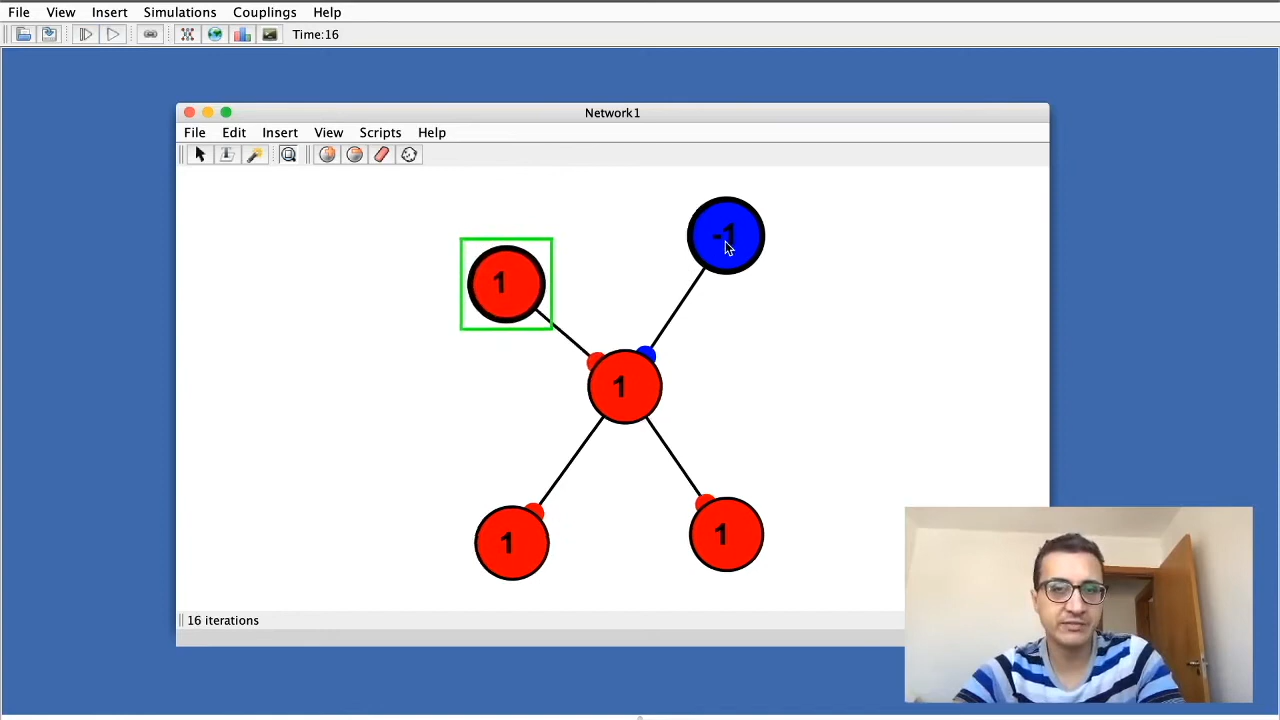 File View Insert Simulations Couplings Help
Time:16
Network1
File Edit Insert View Scripts Help
-1
1
1
1
1
16 iterations